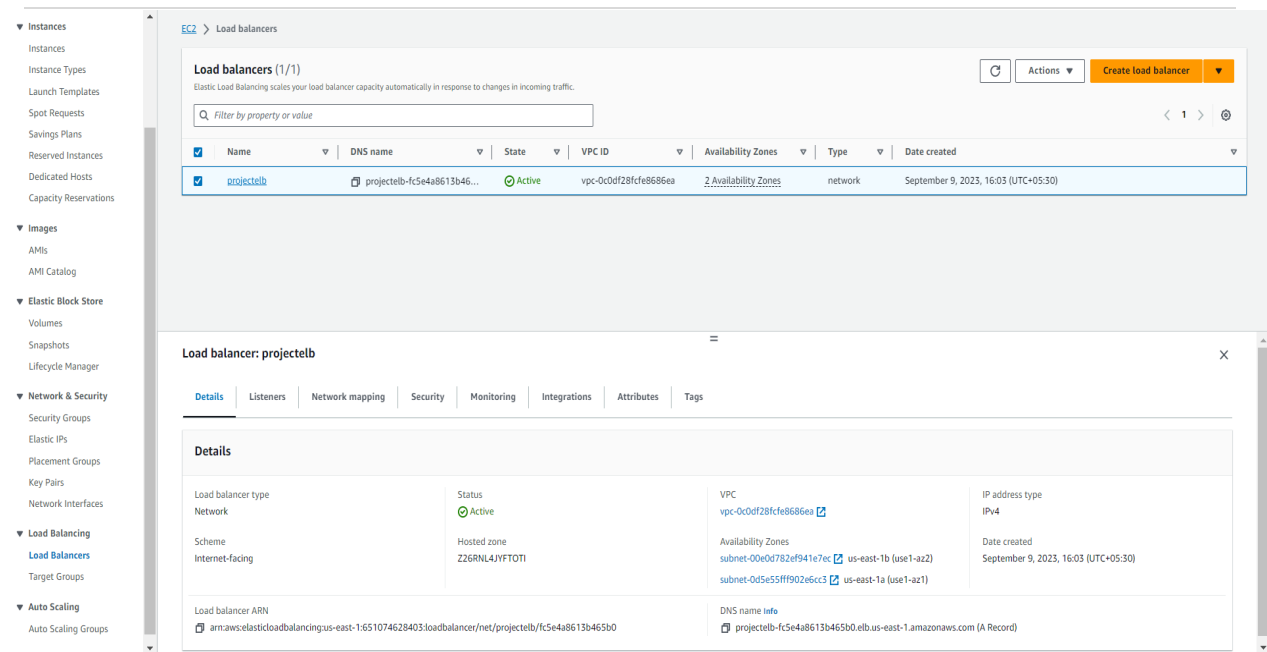 Instances
Instances
Instance Types
Launch Templates
Spot Requests
Savings Plans
Reserved Instances
Dedicated Hosts
Capacity Reservations
Images
AMIs
AMI Catalog
Elastic Block Store
Volumes
Snapshots
Lifecycle Manager
Network & Security
Security Groups
Elastic IPs
Placement Groups
Key Pairs
Network Interfaces
Load Balancing
Load Balancers
Target Groups
Auto Scaling
Auto Scaling Groups
EC2 > Load balancers
Load balancers (1/1)
Actions
Create load balancer
Elastic Load Balancing scales your load balancer capacity automatically in response to changes in incoming traffic.
Filter by property or value
1
Name DNS name State VPC ID Availability Zones Type Date created
projectelb projectelb-fc5e4a8613b46... Active vpc-0c0df28fcfe8686ea 2 Availability Zones network September 9, 2023, 16:03 (UTC+05:30)
Load balancer: projectelb
Details Listeners Network mapping Security Monitoring Integrations Attributes Tags
Details
Load balancer type Status VPC IP address type
Network Active vpc-0c0df28fcfe8686ea IPv4
Scheme Hosted zone Availability Zones Date created
Internet-facing Z26RNL4JYFTOTI subnet-00e0d782ef941e7ec us-east-1b (use1-az2) September 9, 2023, 16:03 (UTC+05:30)
subnet-0d5e55fff902e6cc3 us-east-1a (use1-az1)
Load balancer ARN DNS name Info
arn:aws:elasticloadbalancing:us-east-1:651074628403:loadbalancer/net/projectelb/fc5e4a8613b465b0 projectelb-fc5e4a8613b465b0.elb.us-east-1.amazonaws.com (A Record)